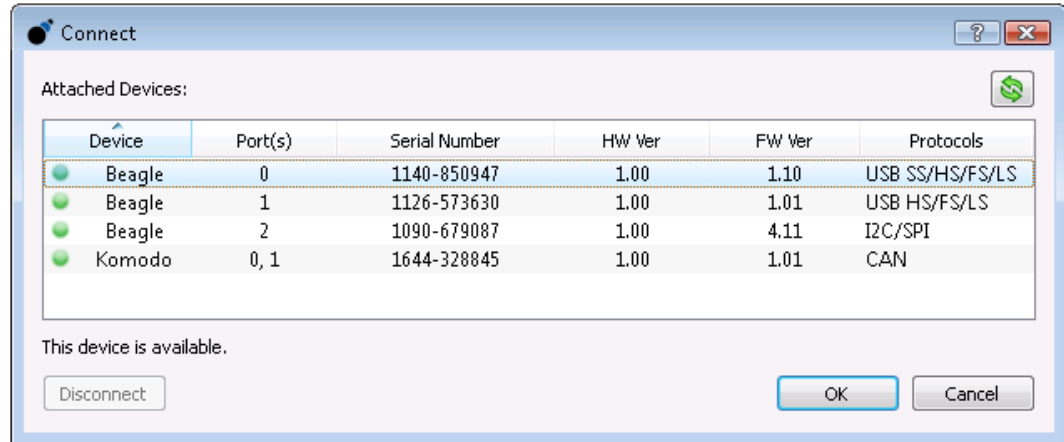 Connect
Attached Devices:
Device Port(s) Serial Number HW Ver FW Ver Protocols
Beagle 0 1140-850947 1.00 1.10 USB SS/HS/FS/LS
Beagle 1 1126-573630 1.00 1.01 USB HS/FS/LS
Beagle 2 1090-679087 1.00 4.11 I2C/SPI
Komodo 0, 1 1644-328845 1.00 1.01 CAN
This device is available.
Disconnect OK Cancel